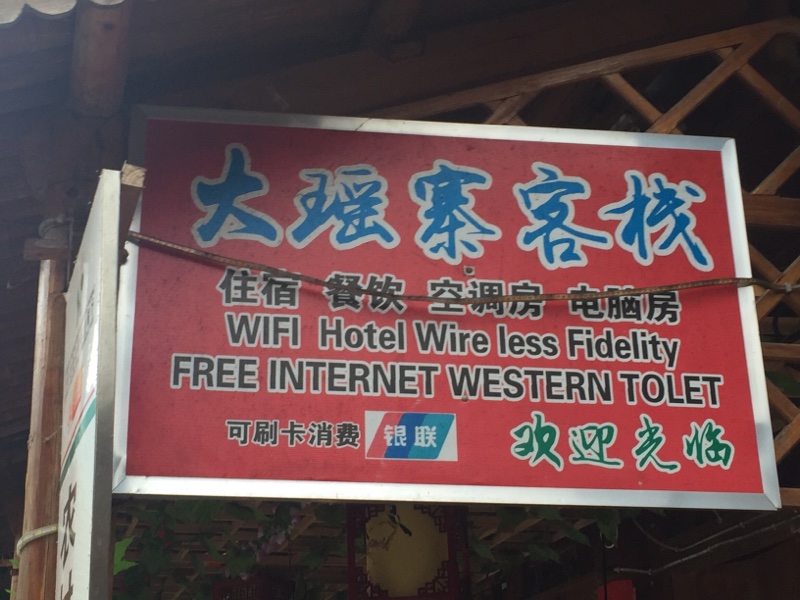 大瑶寨客栈
住宿 餐饮 空调房 电脑房
WIFI Hotel Wire less Fidelity
FREE INTERNET WESTERN TOLET
可刷卡消费 银联 欢迎光临
农